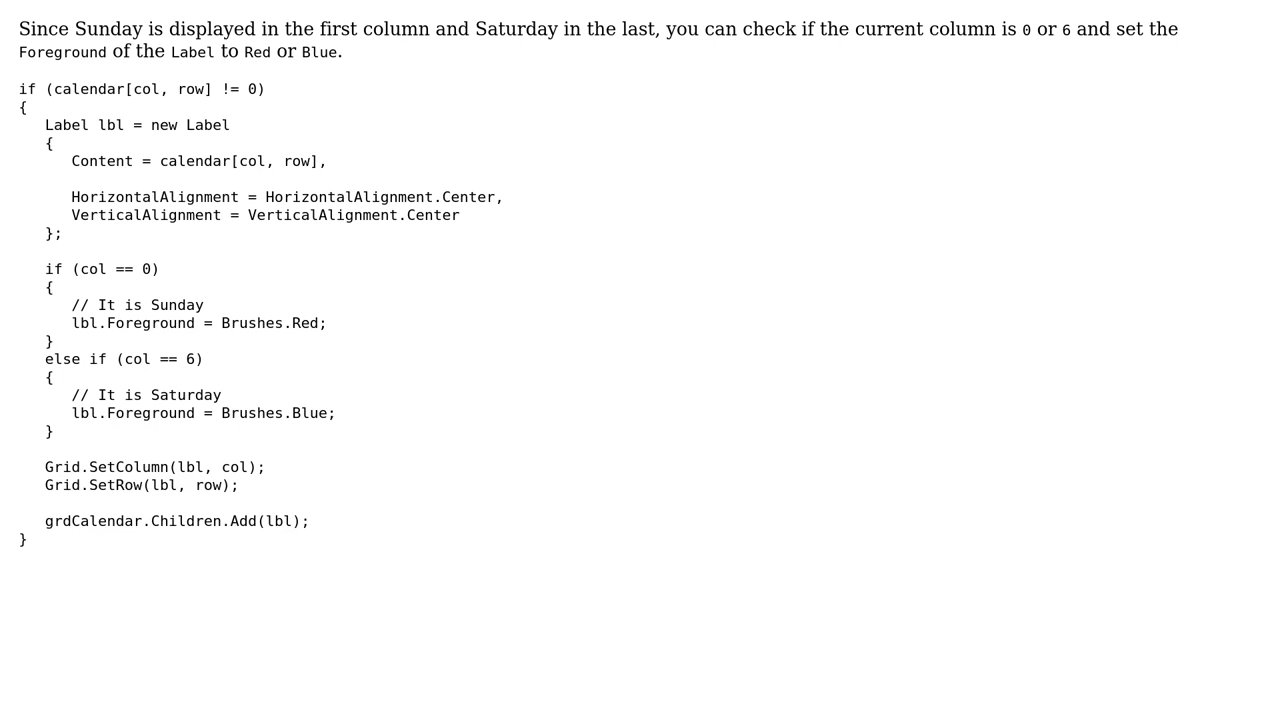 Since Sunday is displayed in the first column and Saturday in the last, you can check if the current column is 0 or 6 and set the
Foreground of the Label to Red or Blue.
if (calendar[col, row] != 0)
{
   Label lbl = new Label
   {
      Content = calendar[col, row],

      HorizontalAlignment = HorizontalAlignment.Center,
      VerticalAlignment = VerticalAlignment.Center
   };

   if (col == 0)
   {
      // It is Sunday
      lbl.Foreground = Brushes.Red;
   }
   else if (col == 6)
   {
      // It is Saturday
      lbl.Foreground = Brushes.Blue;
   }

   Grid.SetColumn(lbl, col);
   Grid.SetRow(lbl, row);

   grdCalendar.Children.Add(lbl);
}